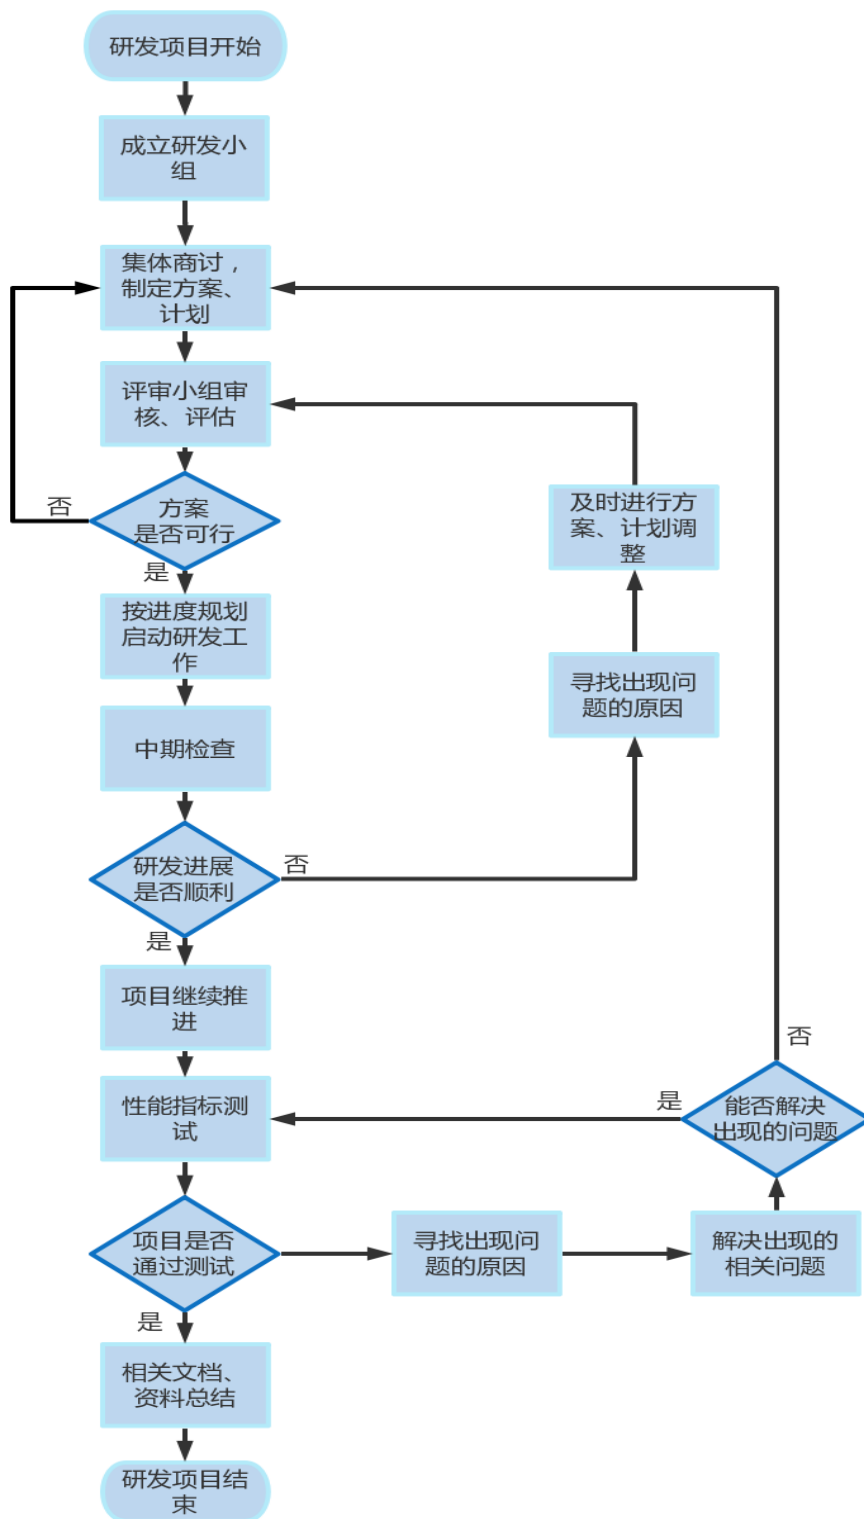 研发项目开始
成立研发小
组
集体商讨，
制定方案、
计划
评审小组审
核、评估
否
方案
是否可行
是
及时进行方
案、计划调
整
按进度规划
启动研发工
作
寻找出现问
题的原因
中期检查
研发进展
是否顺利
否
是
项目继续推
进
否
性能指标测
试
是
能否解决
出现的问题
项目是否
通过测试
寻找出现问
题的原因
解决出现的
相关问题
是
相关文档、
资料总结
研发项目结
束